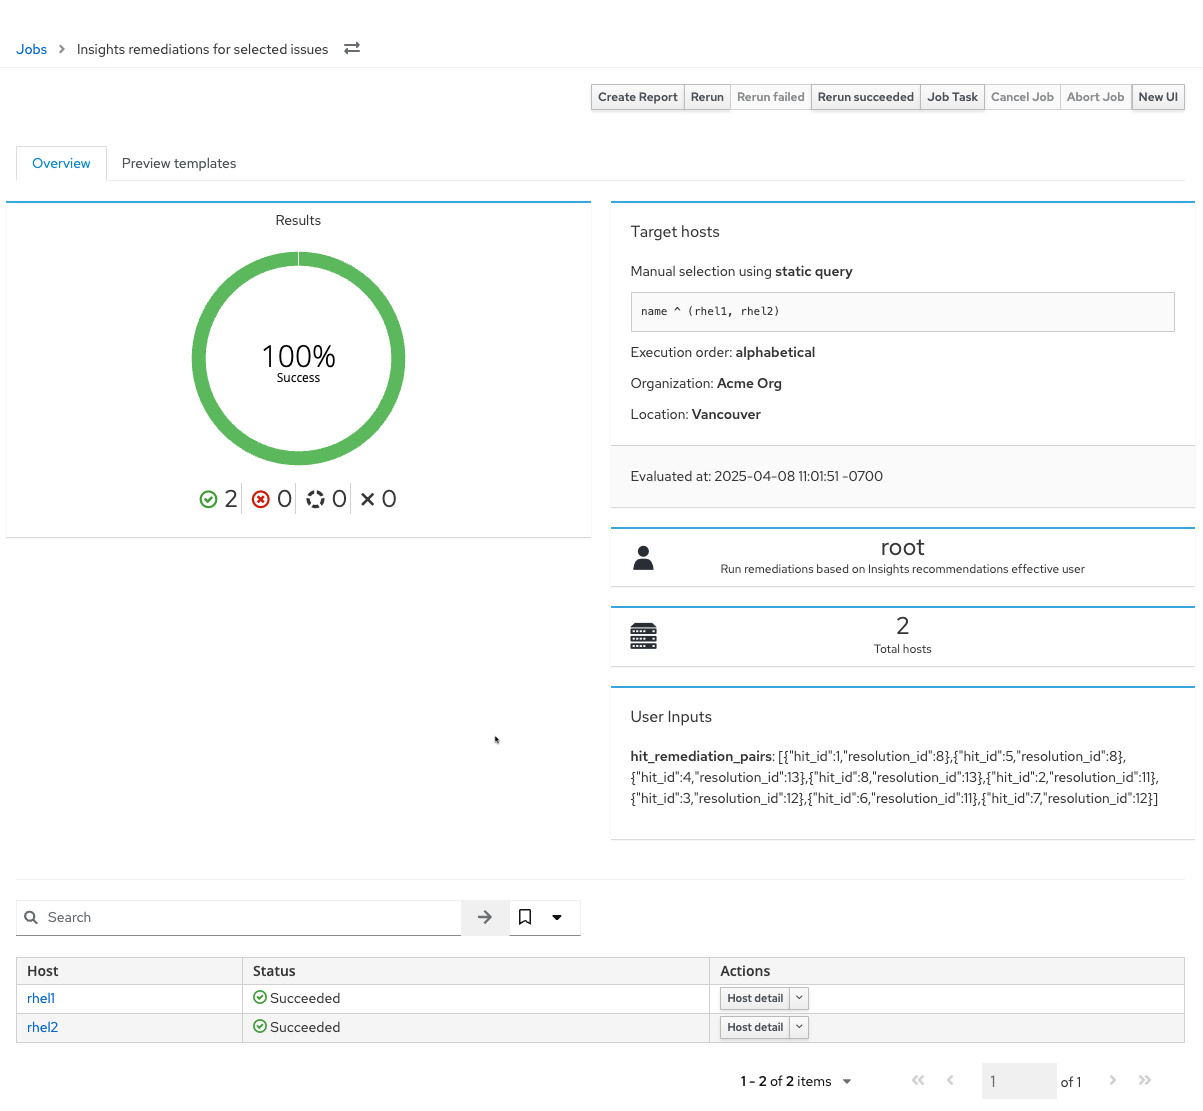 Jobs > Insights remediations for selected issues
Create Report Rerun Rerun failed Rerun succeeded Job Task Cancel Job Abort Job New UI
Overview Preview templates
Results
100%
Success
2 0 0 0
Target hosts
Manual selection using static query
name ^ (rhel1, rhel2)
Execution order: alphabetical
Organization: Acme Org
Location: Vancouver
Evaluated at: 2025-04-08 11:01:51 -0700
root
Run remediations based on Insights recommendations effective user
2
Total hosts
User Inputs
hit_remediation_pairs: [{"hit_id":1,"resolution_id":8},{"hit_id":5,"resolution_id":8},
{"hit_id":4,"resolution_id":13},{"hit_id":8,"resolution_id":13},{"hit_id":2,"resolution_id":11},
{"hit_id":3,"resolution_id":12},{"hit_id":6,"resolution_id":11},{"hit_id":7,"resolution_id":12}]
Search
Host Status Actions
rhel1 Succeeded Host detail
rhel2 Succeeded Host detail
1 - 2 of 2 items 1 of 1